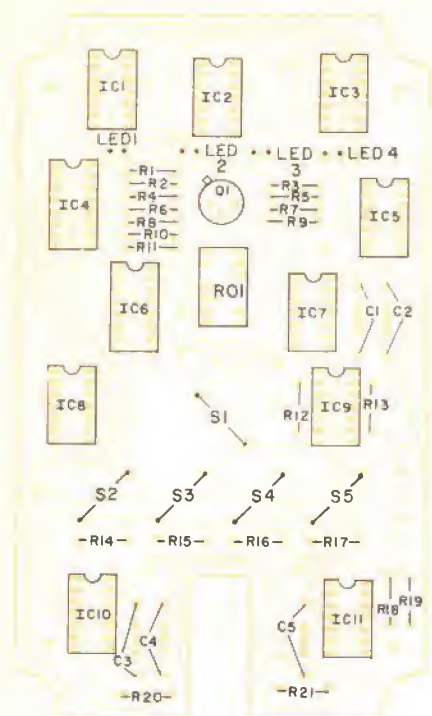 IC1
IC2
IC3
LED1
LED
2
LED
3
LED 4
R1
R2
R4
R6
R8
R10
R11
Q1
R3
R5
R7
R9
IC4
IC5
IC6
RO1
IC7
C1
C2
IC8
S1
R12
IC9
R13
S2
S3
S4
S5
R14
R15
R16
R17
IC10
C3
C4
C5
IC11
R18
R19
R20
R21